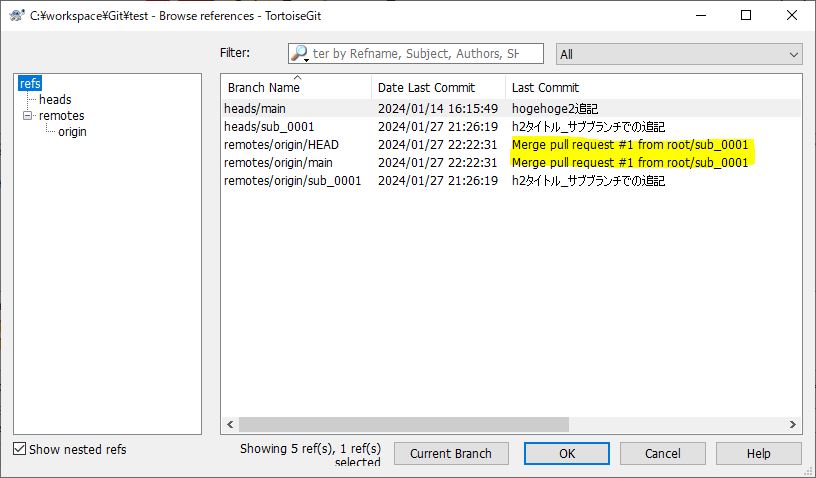 C:¥workspace¥Git¥test - Browse references - TortoiseGit
Filter: ter by Refname, Subject, Authors, SH All
refs
heads
remotes
origin
Branch Name Date Last Commit Last Commit
heads/main 2024/01/14 16:15:49 hogehoge2追記
heads/sub_0001 2024/01/27 21:26:19 h2タイトル_サブブランチでの追記
remotes/origin/HEAD 2024/01/27 22:22:31 Merge pull request #1 from root/sub_0001
remotes/origin/main 2024/01/27 22:22:31 Merge pull request #1 from root/sub_0001
remotes/origin/sub_0001 2024/01/27 21:26:19 h2タイトル_サブブランチでの追記
Show nested refs
Showing 5 ref(s), 1 ref(s)
selected
Current Branch OK Cancel Help